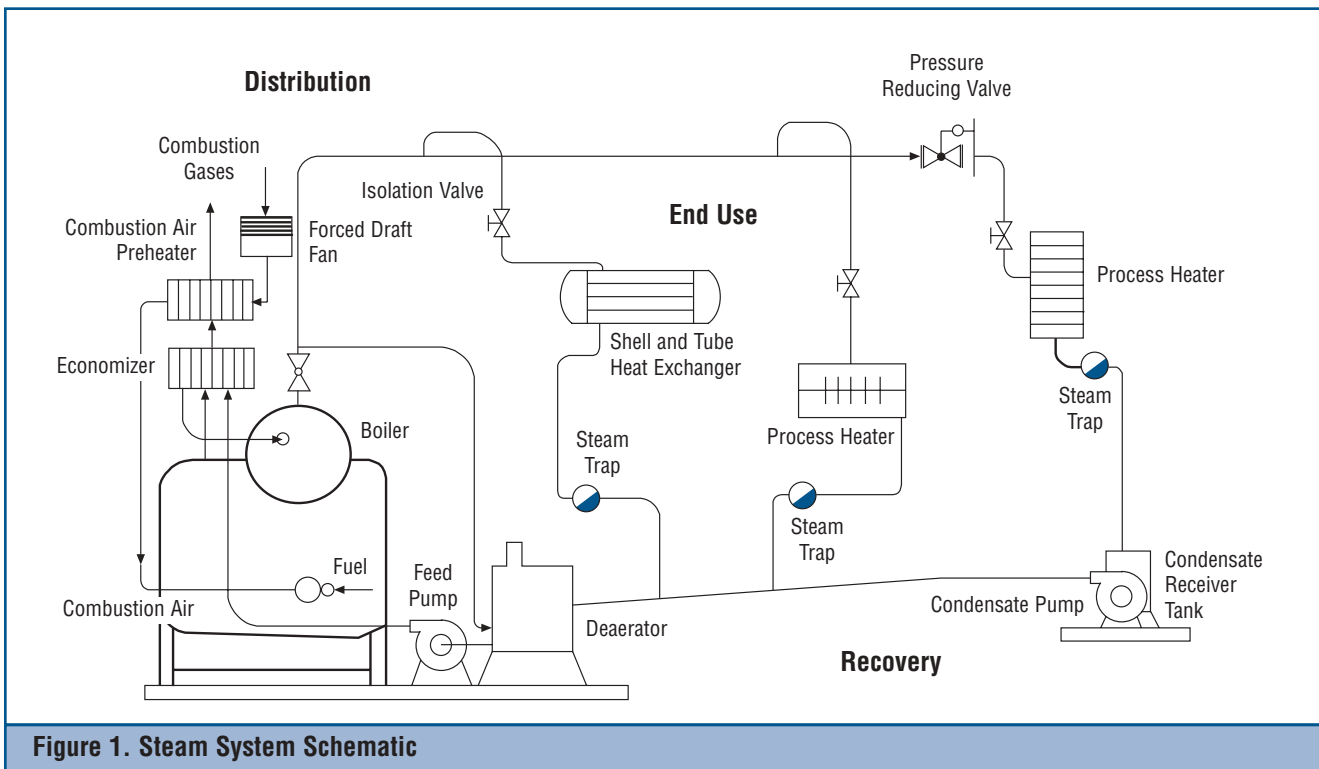 Distribution
Pressure
Reducing Valve
Combustion
Gases
Isolation Valve
End Use
Combustion Air
Preheater
Forced Draft
Fan
Process Heater
Shell and Tube
Heat Exchanger
Economizer
Steam
Trap
Boiler
Process Heater
Steam
Trap
Steam
Trap
Fuel
Feed
Pump
Condensate
Receiver
Tank
Combustion Air
Condensate Pump
Deaerator
Recovery
Figure 1. Steam System Schematic